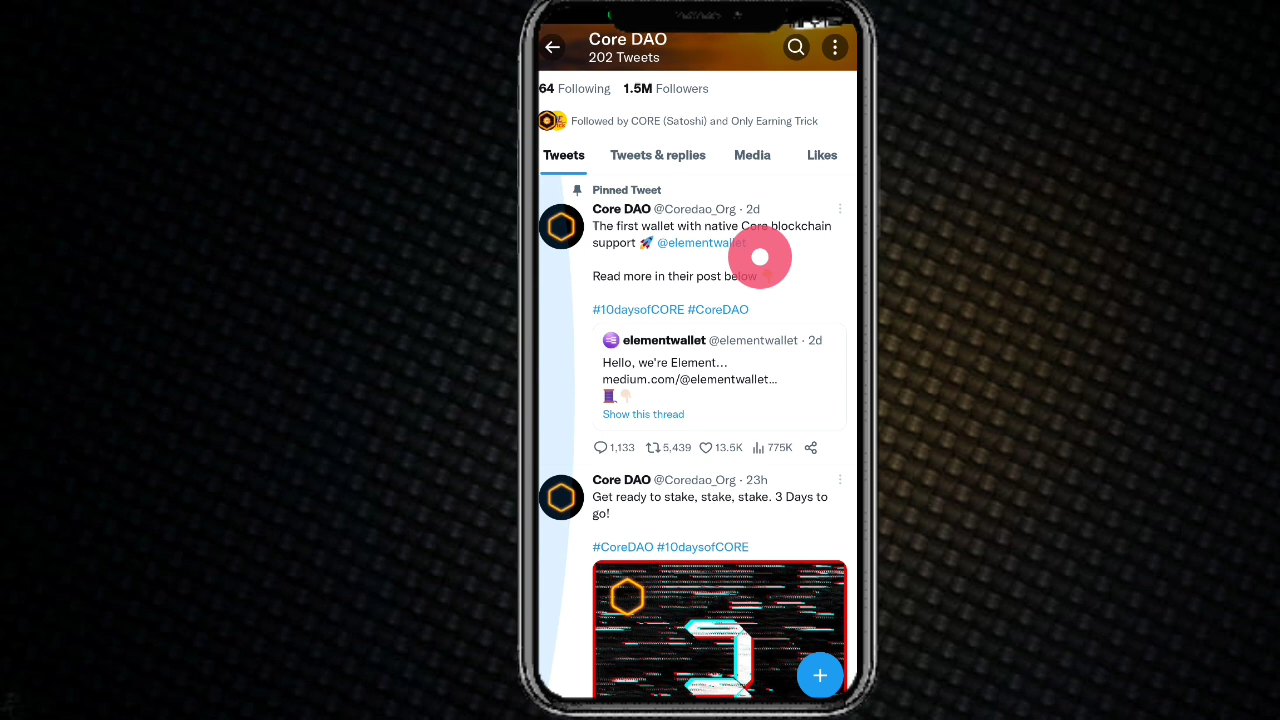 Core DAO
202 Tweets
64 Following 1.5M Followers
Followed by CORE (Satoshi) and Only Earning Trick
Tweets Tweets & replies Media Likes
Pinned Tweet
Core DAO @Coredao_Org · 2d
The first wallet with native Core blockchain
support 🚀 @elementwallet
Read more in their post below 👇🏻
#10daysofCORE #CoreDAO
elementwallet @elementwallet · 2d
Hello, we're Element...
medium.com/@elementwallet...
🧵👇🏻
Show this thread
1,133 5,439 13.5K 775K
Core DAO @Coredao_Org · 23h
Get ready to stake, stake, stake. 3 Days to
go!
#CoreDAO #10daysofCORE